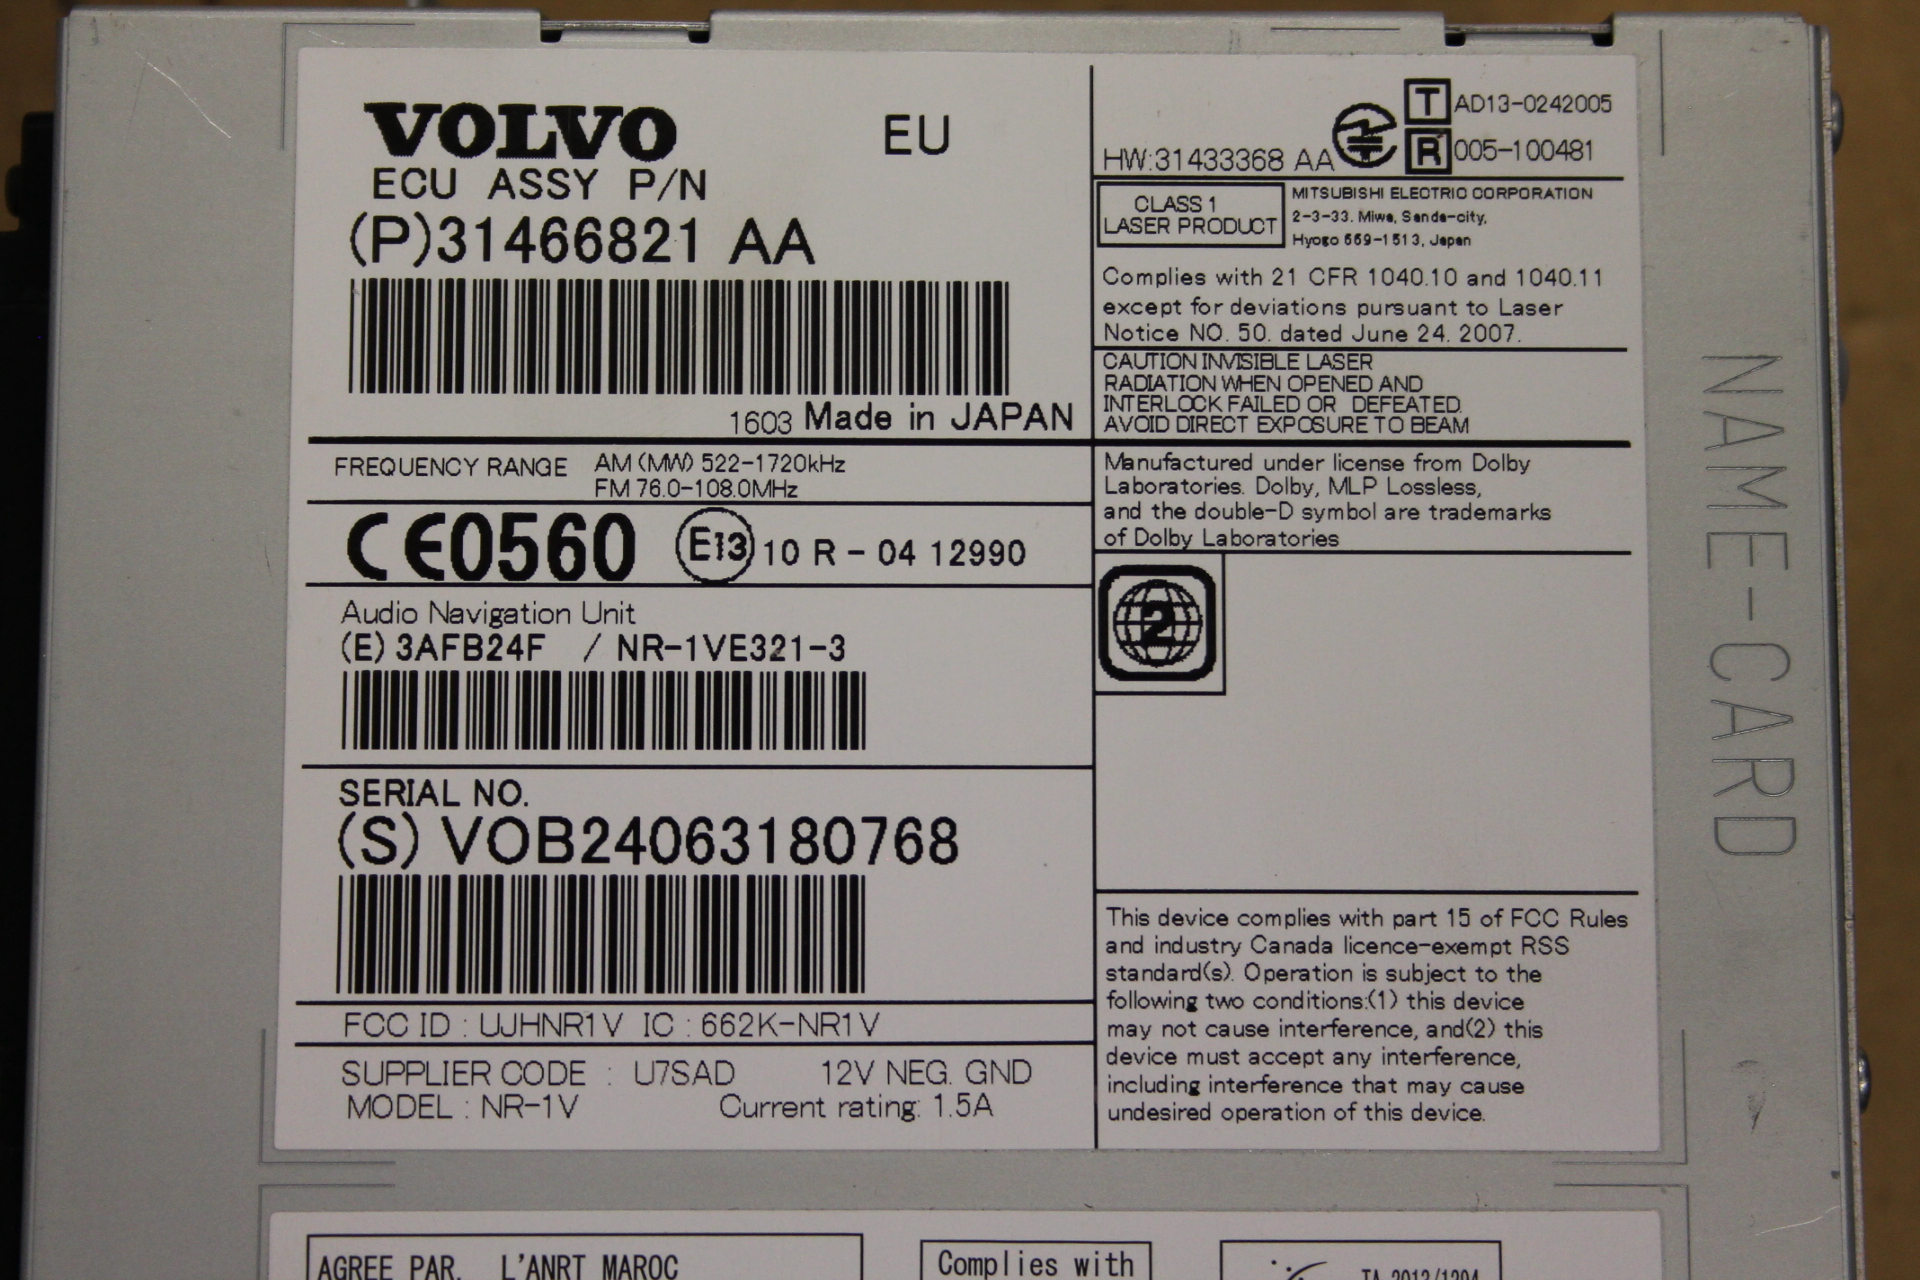 VOLVO EU
ECU ASSY P/N
(P)31466821 AA
1603 Made in JAPAN
FREQUENCY RANGE AM (MW) 522-1720kHz
FM 76.0-108.0MHz
CE0560 E13 10 R - 04 12990
Audio Navigation Unit
(E) 3AFB24F / NR-1VE321-3
SERIAL NO.
(S) VOB24063180768
FCC ID : UJHNR1V IC : 662K-NR1V
SUPPLIER CODE : U7SAD 12V NEG. GND
MODEL : NR-1V Current rating: 1.5A
T AD13-0242005
R 005-100481
HW:31433368 AA
CLASS 1
LASER PRODUCT
MITSUBISHI ELECTRIC CORPORATION
2-3-33, Miwa, Sanda-city,
Hyogo 669-1513, Japan
Complies with 21 CFR 1040.10 and 1040.11
except for deviations pursuant to Laser
Notice NO. 50. dated June 24. 2007.
CAUTION INVISIBLE LASER
RADIATION WHEN OPENED AND
INTERLOCK FAILED OR DEFEATED.
AVOID DIRECT EXPOSURE TO BEAM
Manufactured under license from Dolby
Laboratories. Dolby, MLP Lossless,
and the double-D symbol are trademarks
of Dolby Laboratories
2
This device complies with part 15 of FCC Rules
and industry Canada licence-exempt RSS
standard(s). Operation is subject to the
following two conditions:(1) this device
may not cause interference, and(2) this
device must accept any interference,
including interference that may cause
undesired operation of this device.
NAME-CARD
AGREE PAR. L'ANRT MAROC
Complies with
TA-2012/1204